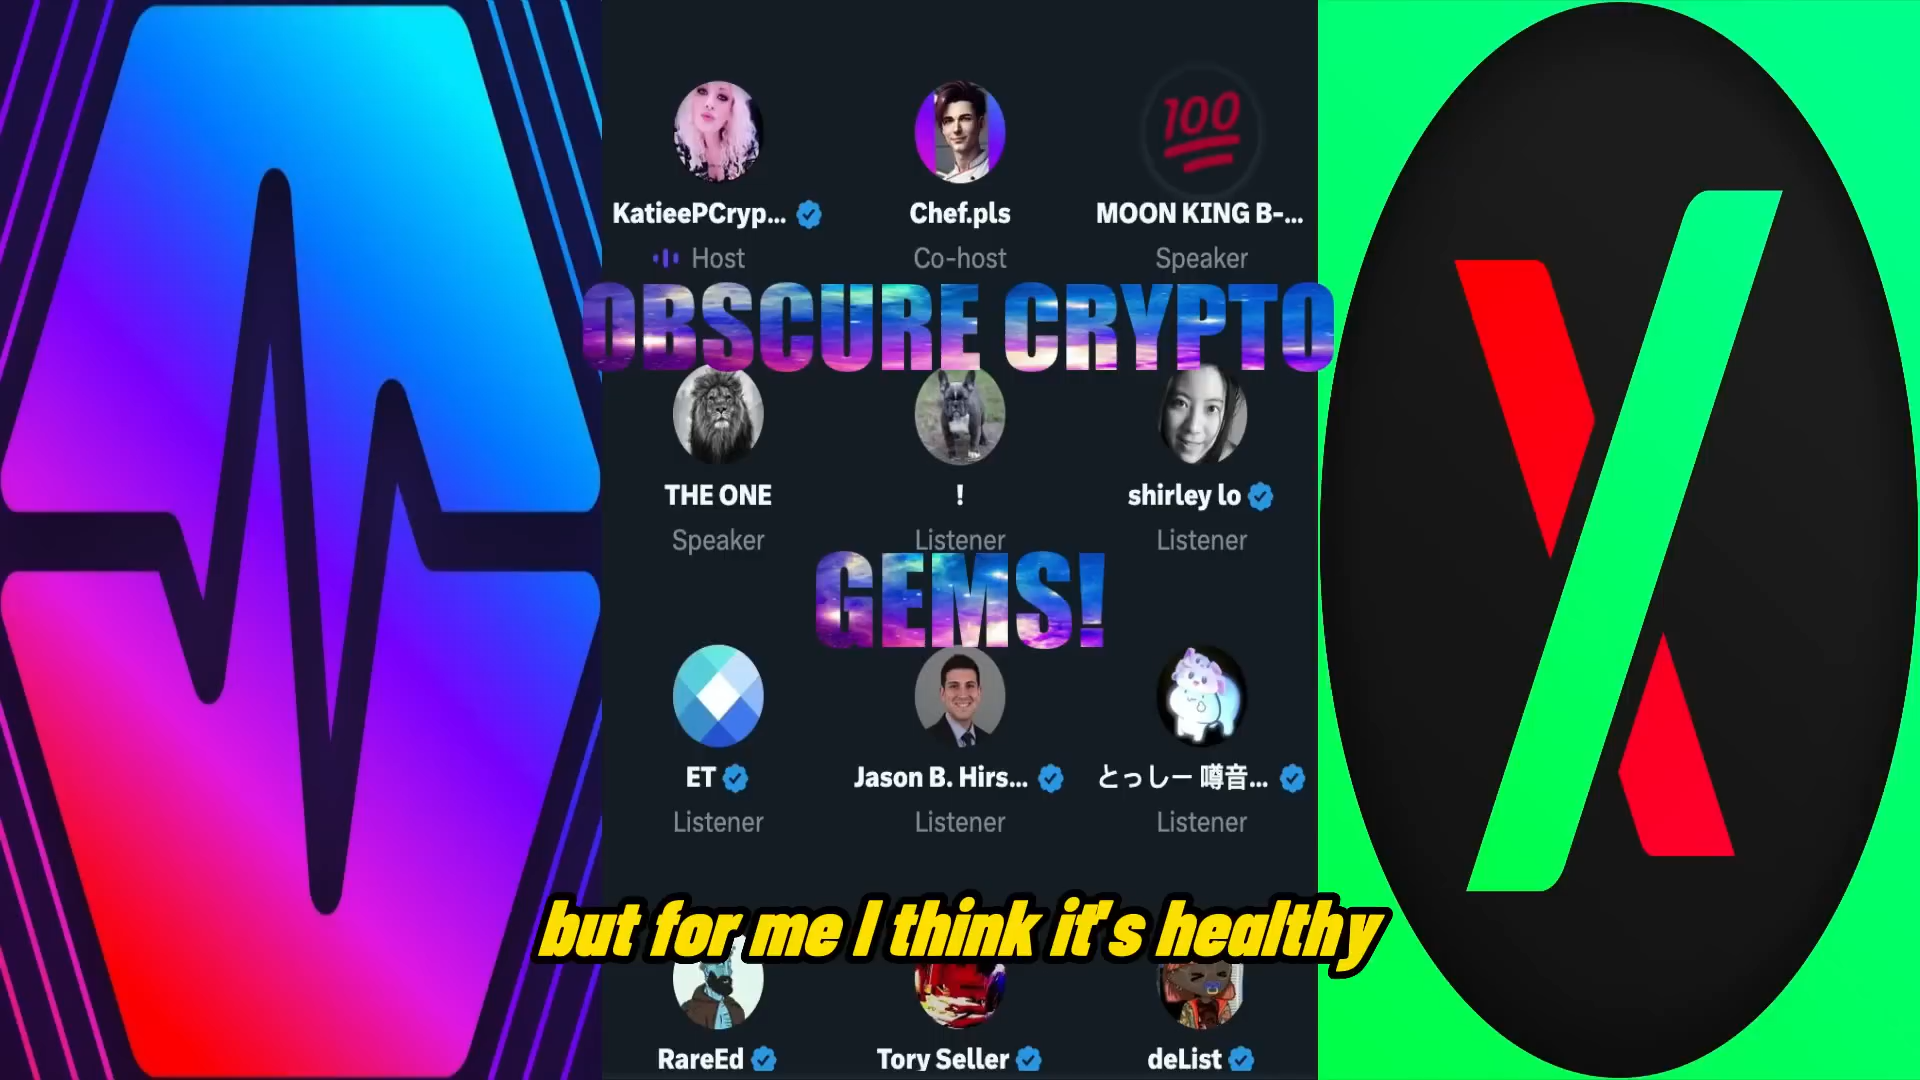 100
KatieePCryp... Chef.pls MOON KING B-...
Host Co-host Speaker
OBSCURE CRYPTO
THE ONE ! shirley lo
Speaker Listener Listener
GEMS!
ET Jason B. Hirs... とっしー 噂音...
Listener Listener Listener
but for me I think it's healthy
RareEd Tory Seller deList